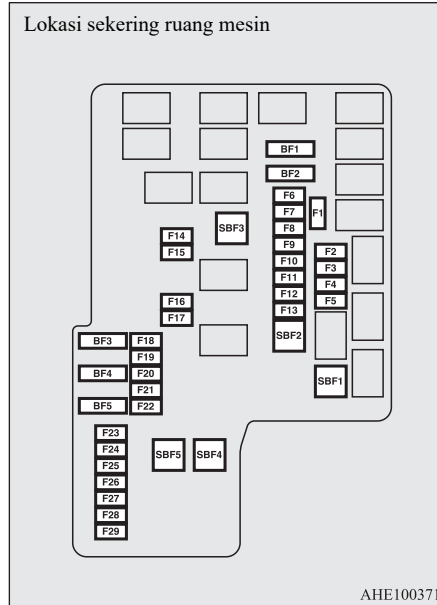 Lokasi sekering ruang mesin
BF1
BF2
F6
F7
F1
F8
SBF3
F14
F9
F2
F15
F10
F3
F11
F4
F16
F12
F5
F17
F13
SBF2
BF3
F18
F19
BF4
F20
SBF1
F21
BF5
F22
F23
F24
SBF5
SBF4
F25
F26
F27
F28
F29
AHE100371